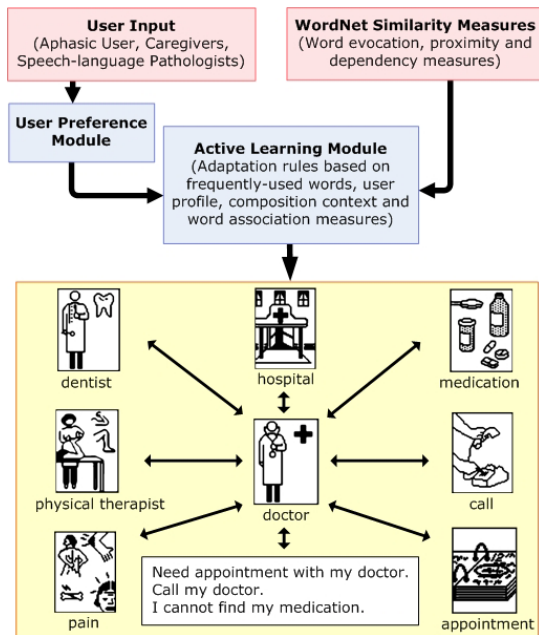 User Input
(Aphasic User, Caregivers,
Speech-language Pathologists)
WordNet Similarity Measures
(Word evocation, proximity and
dependency measures)
User Preference
Module
Active Learning Module
(Adaptation rules based on
frequently-used words, user
profile, composition context and
word association measures)
dentist
hospital
medication
physical therapist
doctor
call
pain
Need appointment with my doctor.
Call my doctor.
I cannot find my medication.
appointment